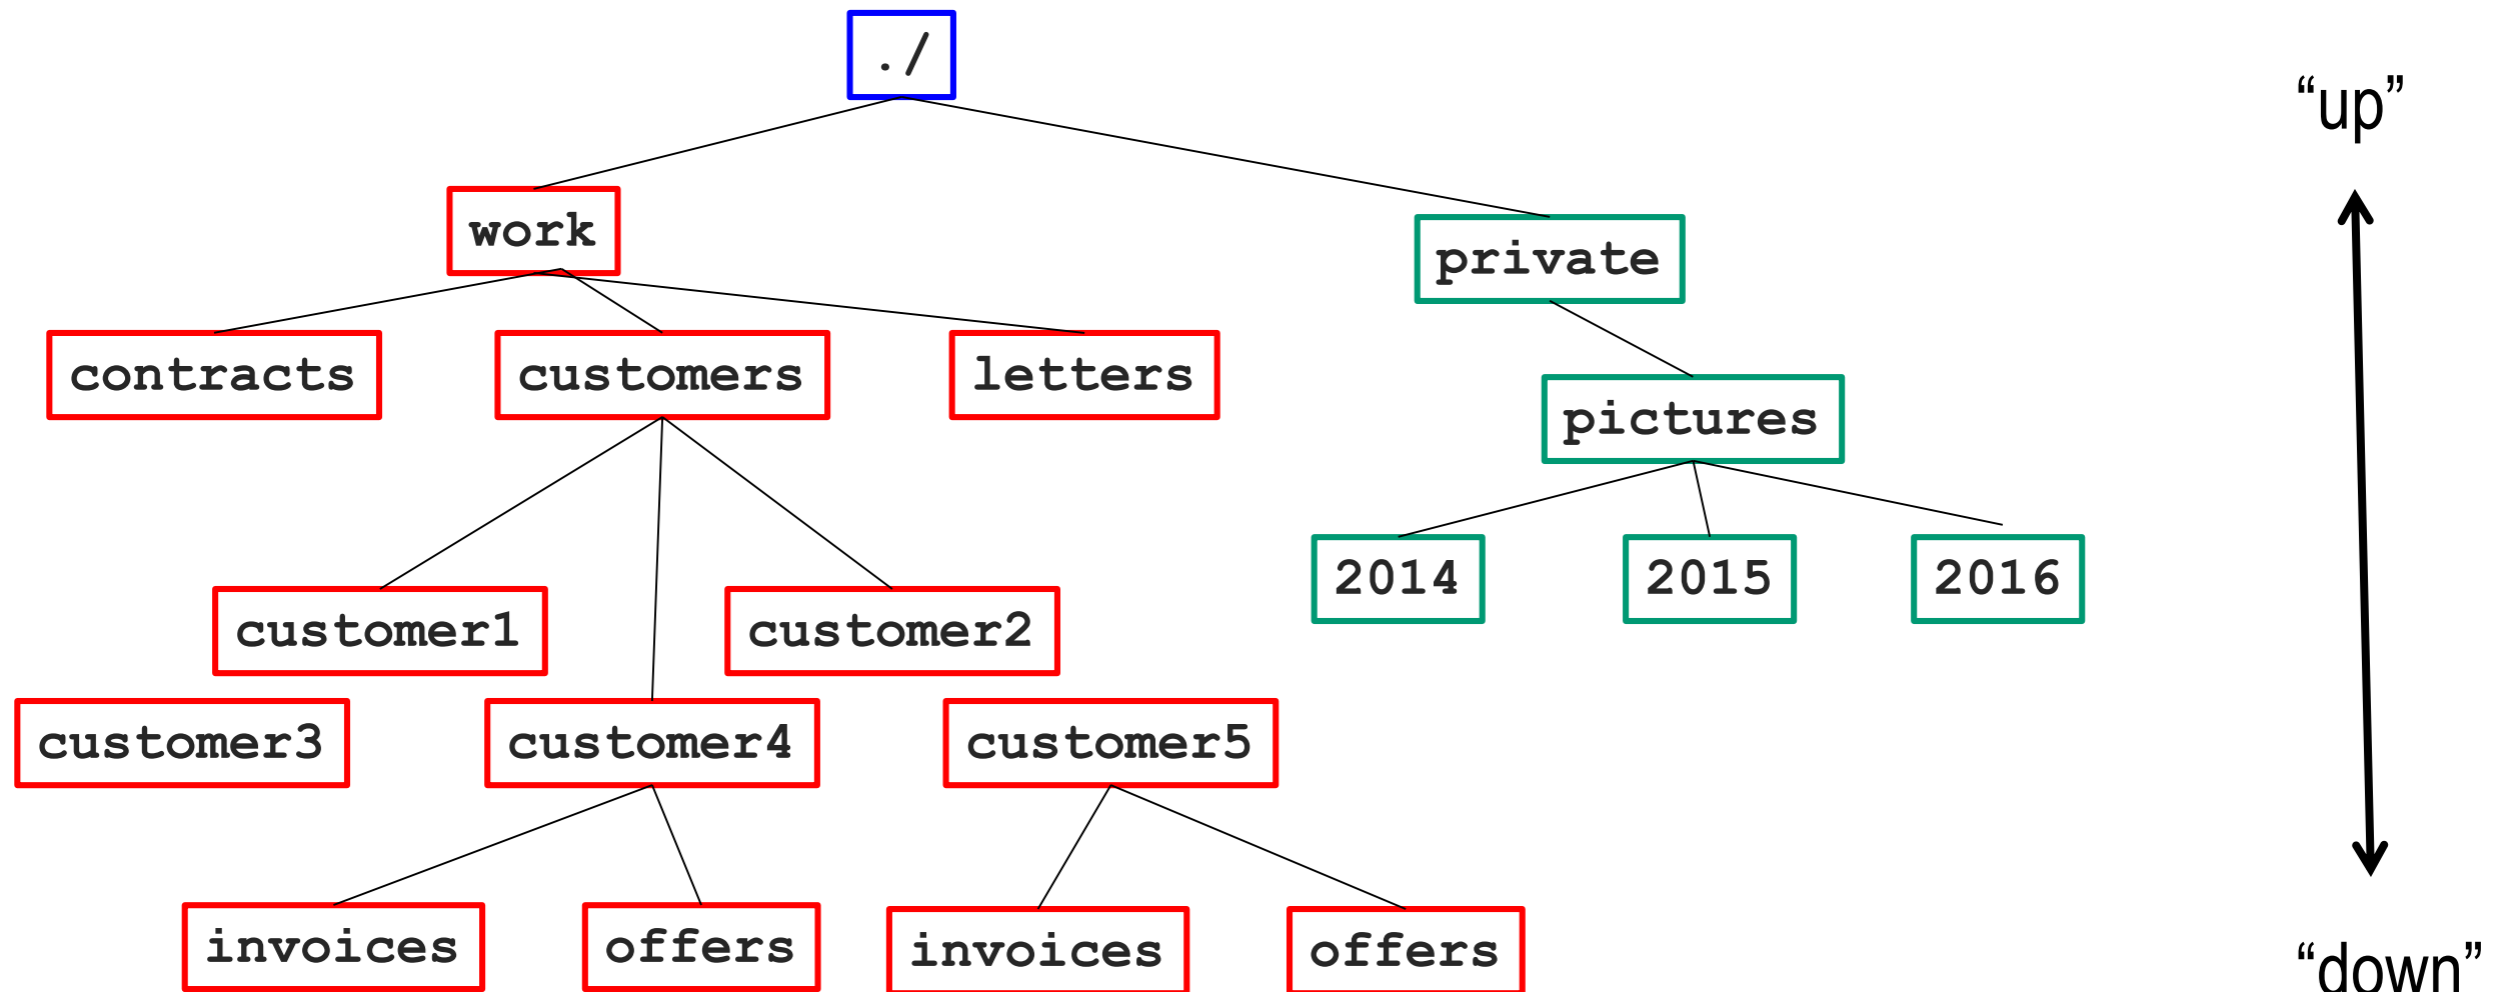 ./
“up”
work
private
contracts
customers
letters
pictures
2014
2015
2016
customer1
customer2
customer3
customer4
customer5
invoices
offers
invoices
offers
“down”